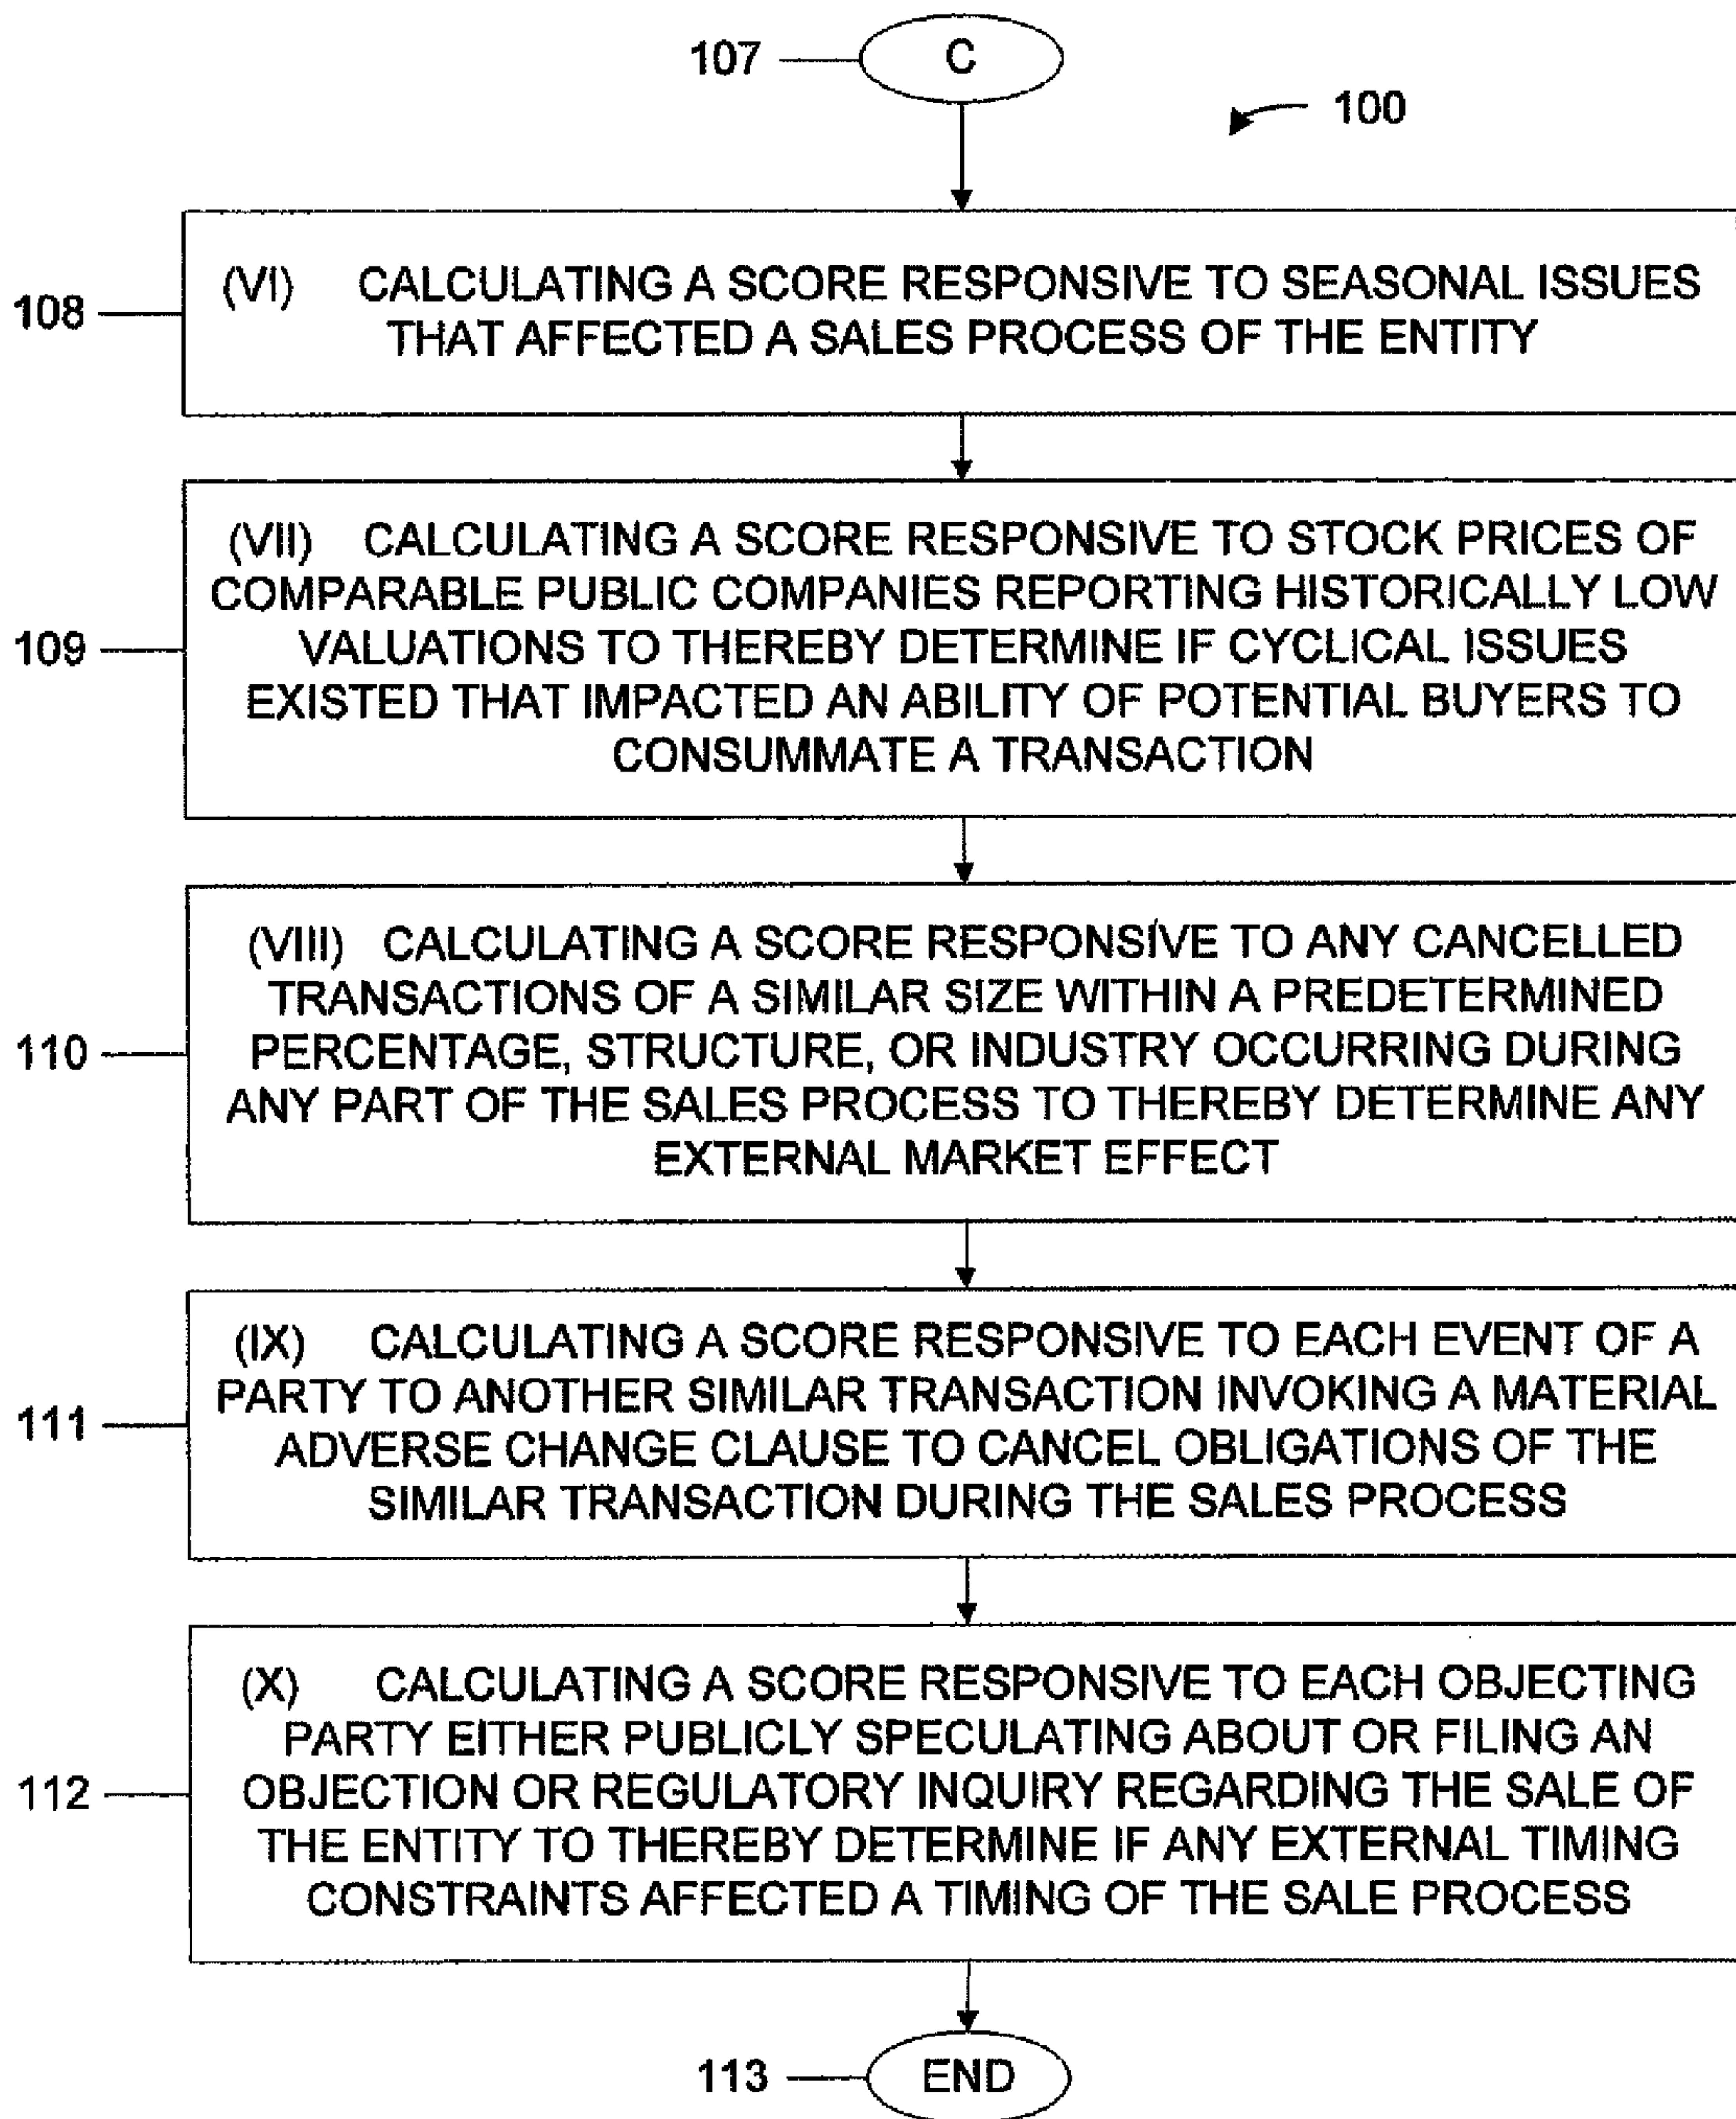 107 C
100
108 (VI) CALCULATING A SCORE RESPONSIVE TO SEASONAL ISSUES
THAT AFFECTED A SALES PROCESS OF THE ENTITY
(VII) CALCULATING A SCORE RESPONSIVE TO STOCK PRICES OF
COMPARABLE PUBLIC COMPANIES REPORTING HISTORICALLY LOW
109 VALUATIONS TO THEREBY DETERMINE IF CYCLICAL ISSUES
EXISTED THAT IMPACTED AN ABILITY OF POTENTIAL BUYERS TO
CONSUMMATE A TRANSACTION
(VIII) CALCULATING A SCORE RESPONSIVE TO ANY CANCELLED
TRANSACTIONS OF A SIMILAR SIZE WITHIN A PREDETERMINED
110 PERCENTAGE, STRUCTURE, OR INDUSTRY OCCURRING DURING
ANY PART OF THE SALES PROCESS TO THEREBY DETERMINE ANY
EXTERNAL MARKET EFFECT
(IX) CALCULATING A SCORE RESPONSIVE TO EACH EVENT OF A
PARTY TO ANOTHER SIMILAR TRANSACTION INVOKING A MATERIAL
111 ADVERSE CHANGE CLAUSE TO CANCEL OBLIGATIONS OF THE
SIMILAR TRANSACTION DURING THE SALES PROCESS
(X) CALCULATING A SCORE RESPONSIVE TO EACH OBJECTING
PARTY EITHER PUBLICLY SPECULATING ABOUT OR FILING AN
112 OBJECTION OR REGULATORY INQUIRY REGARDING THE SALE OF
THE ENTITY TO THEREBY DETERMINE IF ANY EXTERNAL TIMING
CONSTRAINTS AFFECTED A TIMING OF THE SALE PROCESS
113 END